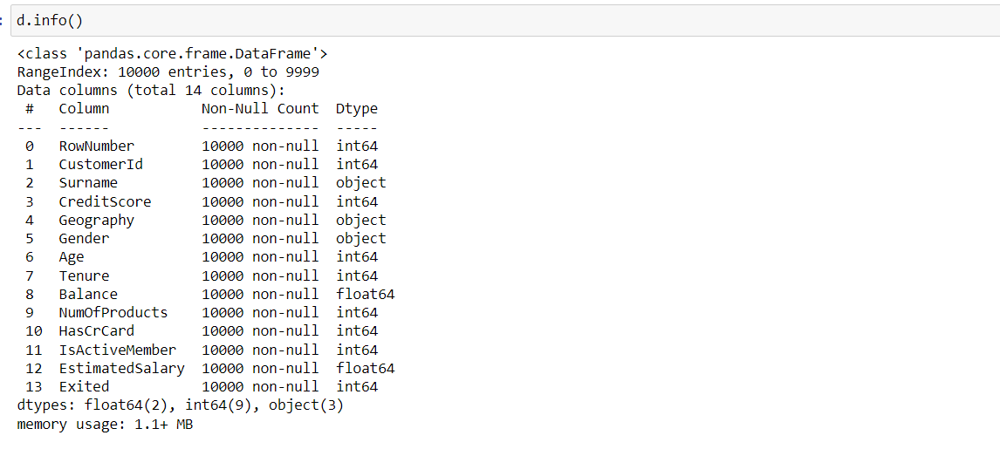 :
d.info()
<class 'pandas.core.frame.DataFrame'>
RangeIndex: 10000 entries, 0 to 9999
Data columns (total 14 columns):
 #   Column           Non-Null Count  Dtype
---  ------           --------------  -----
 0   RowNumber        10000 non-null  int64
 1   CustomerId       10000 non-null  int64
 2   Surname          10000 non-null  object
 3   CreditScore      10000 non-null  int64
 4   Geography        10000 non-null  object
 5   Gender           10000 non-null  object
 6   Age              10000 non-null  int64
 7   Tenure           10000 non-null  int64
 8   Balance          10000 non-null  float64
 9   NumOfProducts    10000 non-null  int64
 10  HasCrCard        10000 non-null  int64
 11  IsActiveMember   10000 non-null  int64
 12  EstimatedSalary  10000 non-null  float64
 13  Exited           10000 non-null  int64
dtypes: float64(2), int64(9), object(3)
memory usage: 1.1+ MB